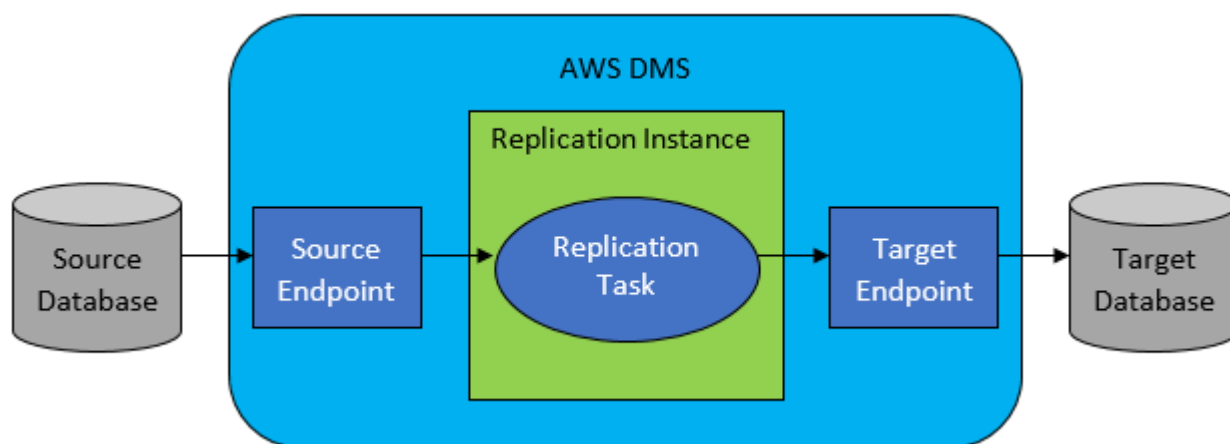 AWS DMS
Replication Instance
Source
Database
Source
Endpoint
Replication
Task
Target
Endpoint
Target
Database